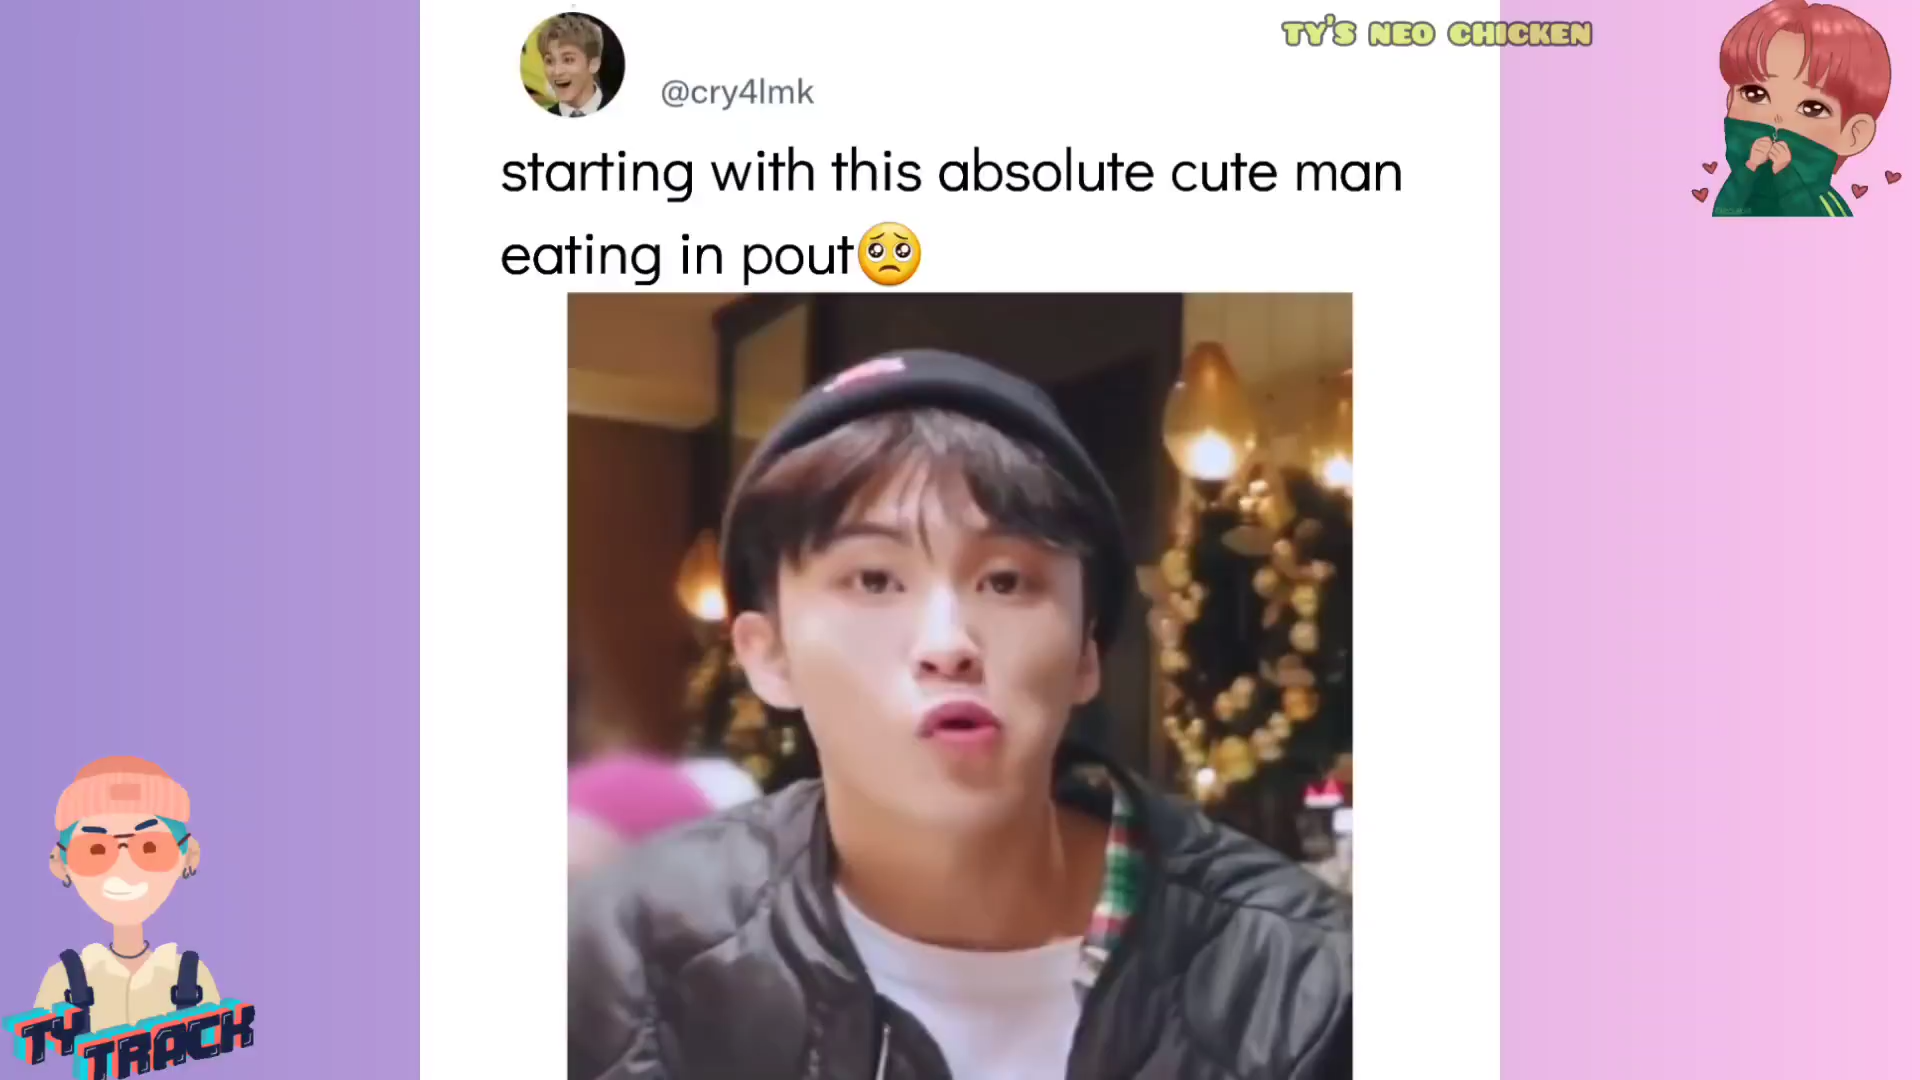 TY'S NEO CHICKEN
@cry4lmk
starting with this absolute cute man
eating in pout🥺
TY
TRACK